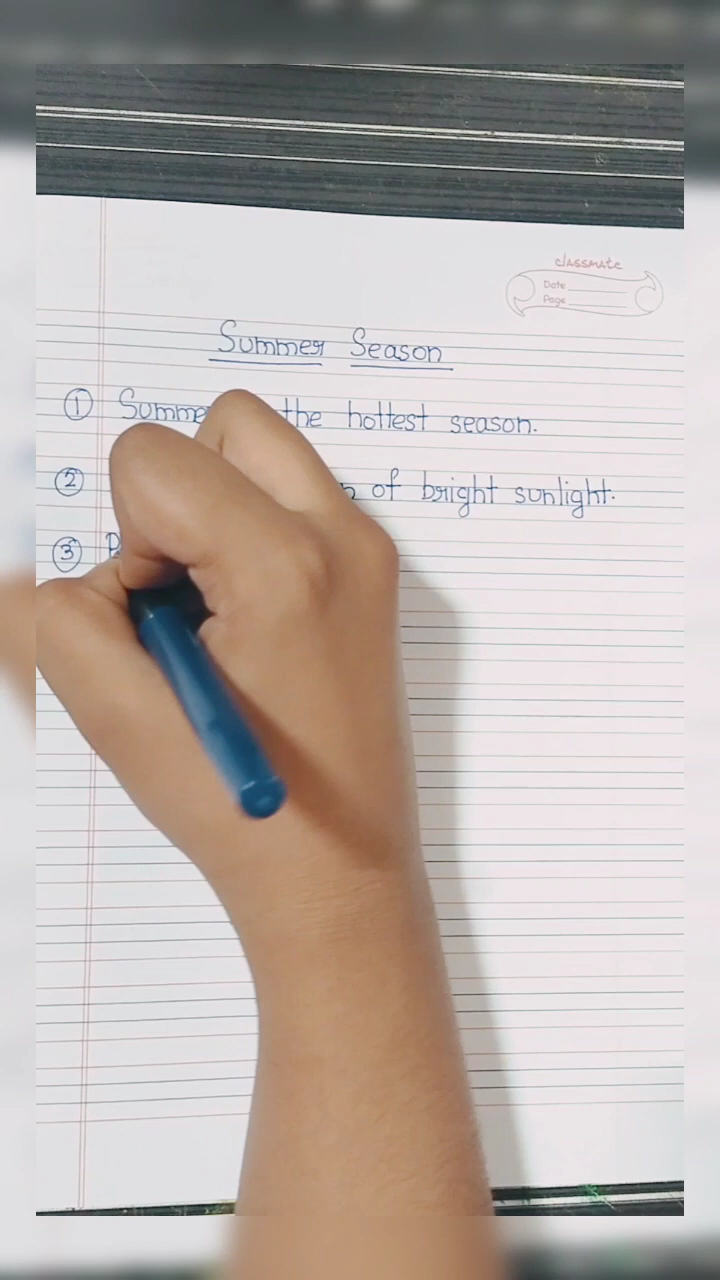 classmate
Date
Page
Summer Season
① Summe the hottest season.
② of bright sunlight.
③